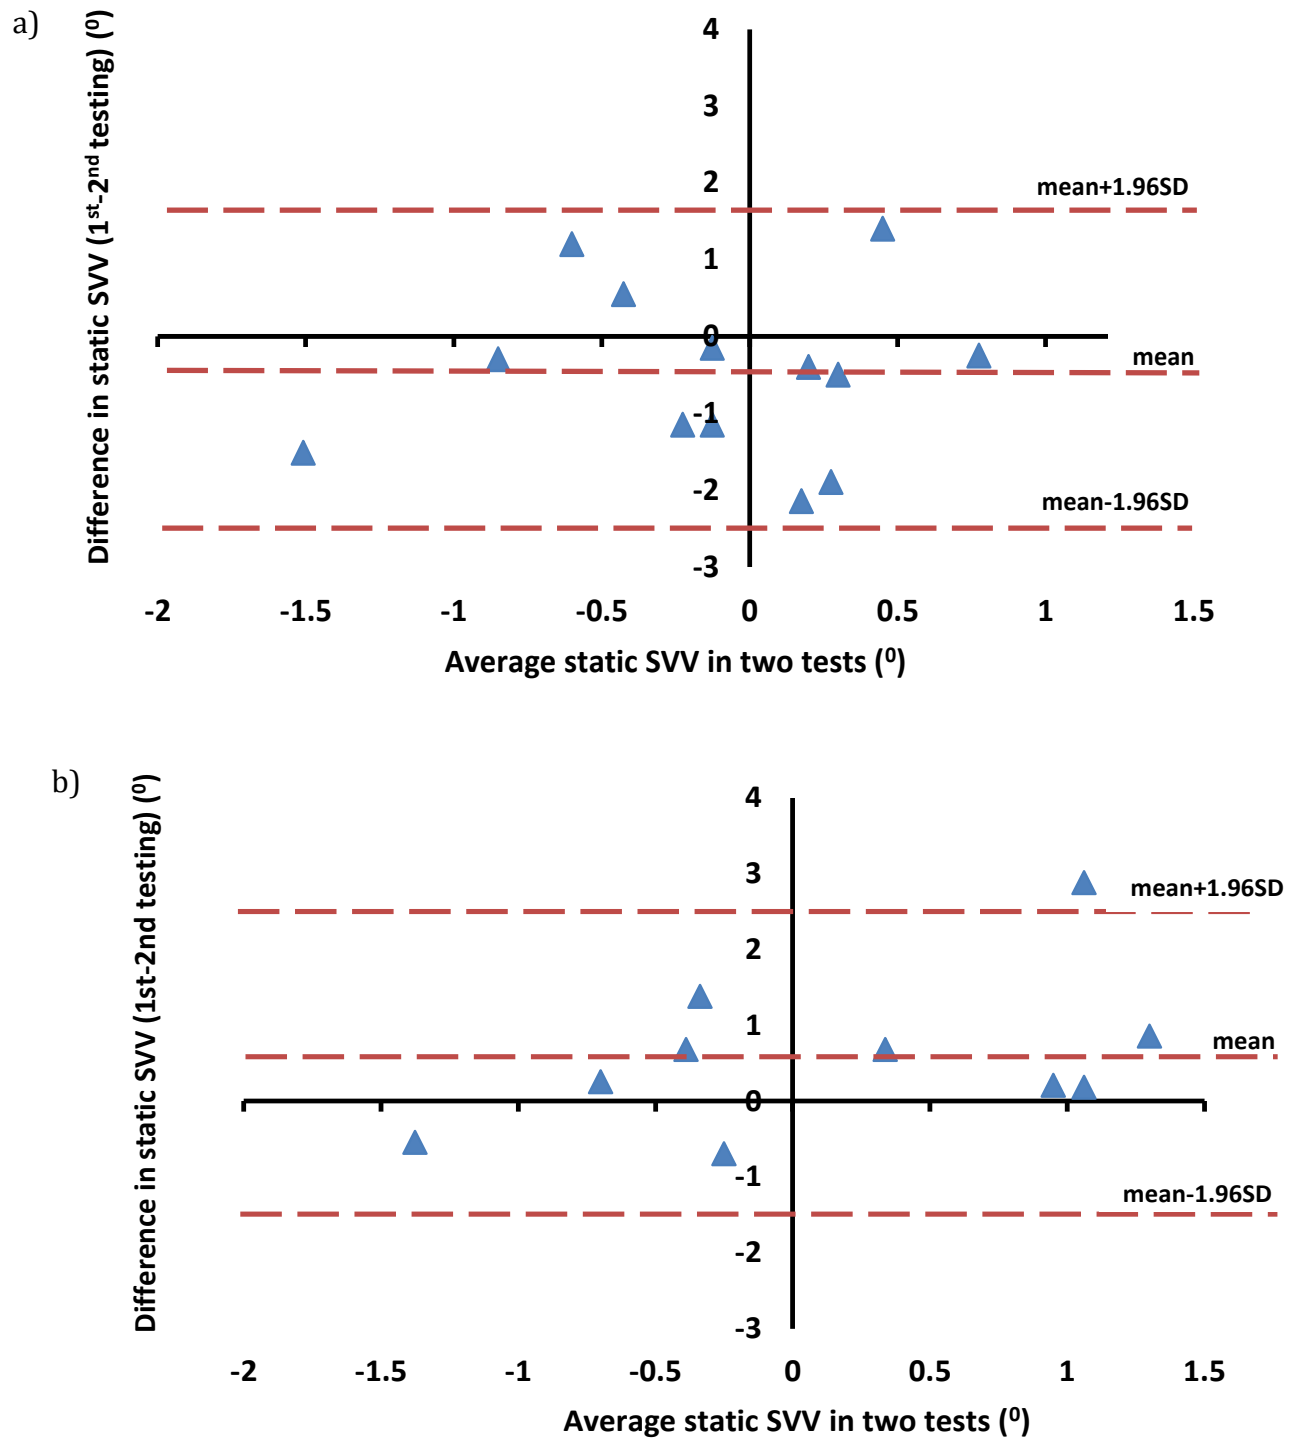 a)
Difference in static SVV (1st-2nd testing) (0)
4
3
2
mean+1.96SD
1
0
mean
-1
-2
mean-1.96SD
-3
-2 -1.5 -1 -0.5 0 0.5 1 1.5
Average static SVV in two tests (0)
b)
Difference in static SVV (1st-2nd testing) (0)
4
3
mean+1.96SD
2
1
mean
0
-1
mean-1.96SD
-2
-3
-2 -1.5 -1 -0.5 0 0.5 1 1.5
Average static SVV in two tests (0)